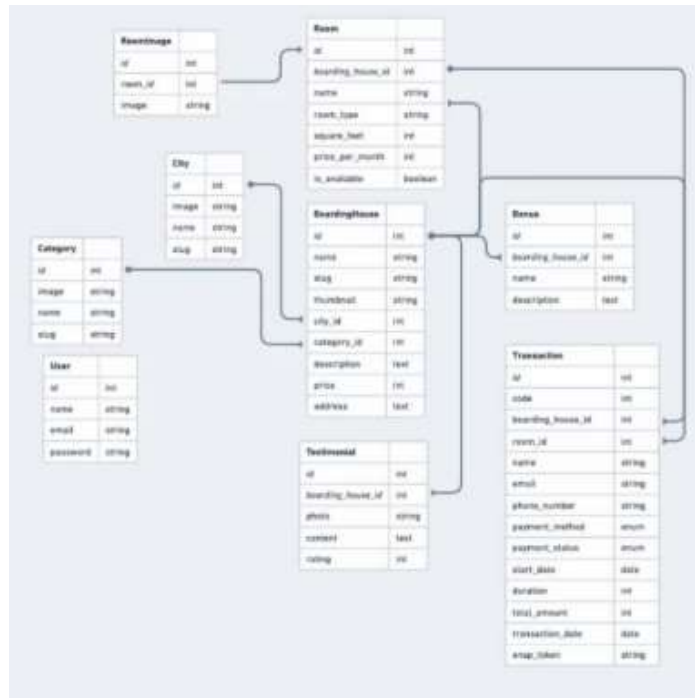 RoomImage
id int
room_id int
image string
Room
id int
boarding_house_id int
name string
room_type string
square_feet int
price_per_month int
is_available boolean
City
id int
image string
name string
slug string
BoardingHouse
id int
name string
slug string
thumbnail string
city_id int
category_id int
description text
price int
address text
Bonus
id int
boarding_house_id int
name string
description text
Category
id int
image string
name string
slug string
User
id int
name string
email string
password string
Transaction
id int
code int
boarding_house_id int
room_id int
name string
email string
phone_number string
payment_method enum
payment_status enum
start_date date
duration int
total_amount int
transaction_date date
snap_token string
Testimonial
id int
boarding_house_id int
photo string
content text
rating int